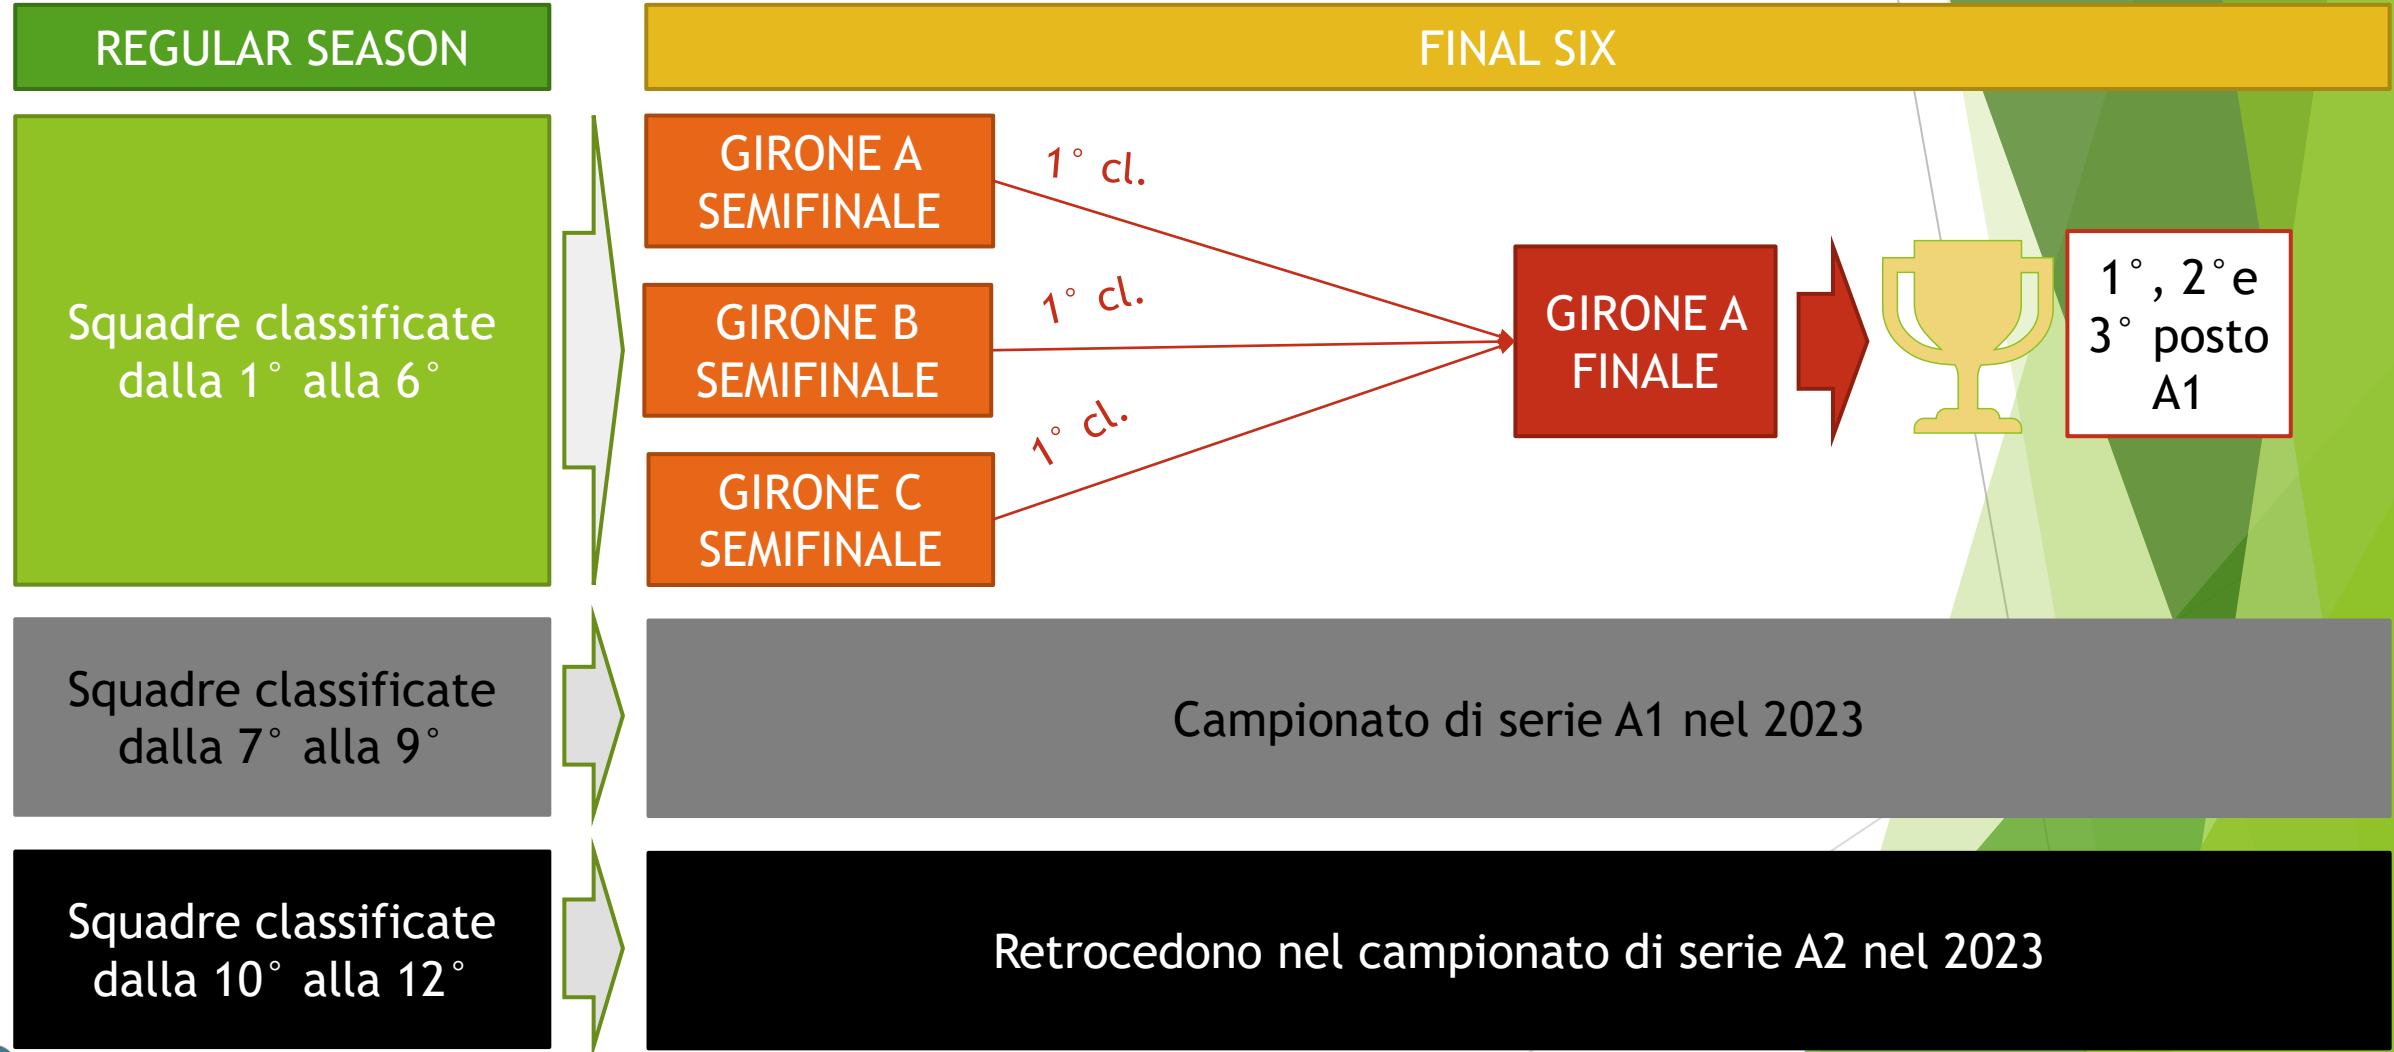 REGULAR SEASON
FINAL SIX
Squadre classificate
dalla 1° alla 6°
GIRONE A
SEMIFINALE
1° cl.
GIRONE B
SEMIFINALE
1° cl.
GIRONE C
SEMIFINALE
1° cl.
GIRONE A
FINALE
1°, 2°e
3° posto
A1
Squadre classificate
dalla 7° alla 9°
Campionato di serie A1 nel 2023
Squadre classificate
dalla 10° alla 12°
Retrocedono nel campionato di serie A2 nel 2023